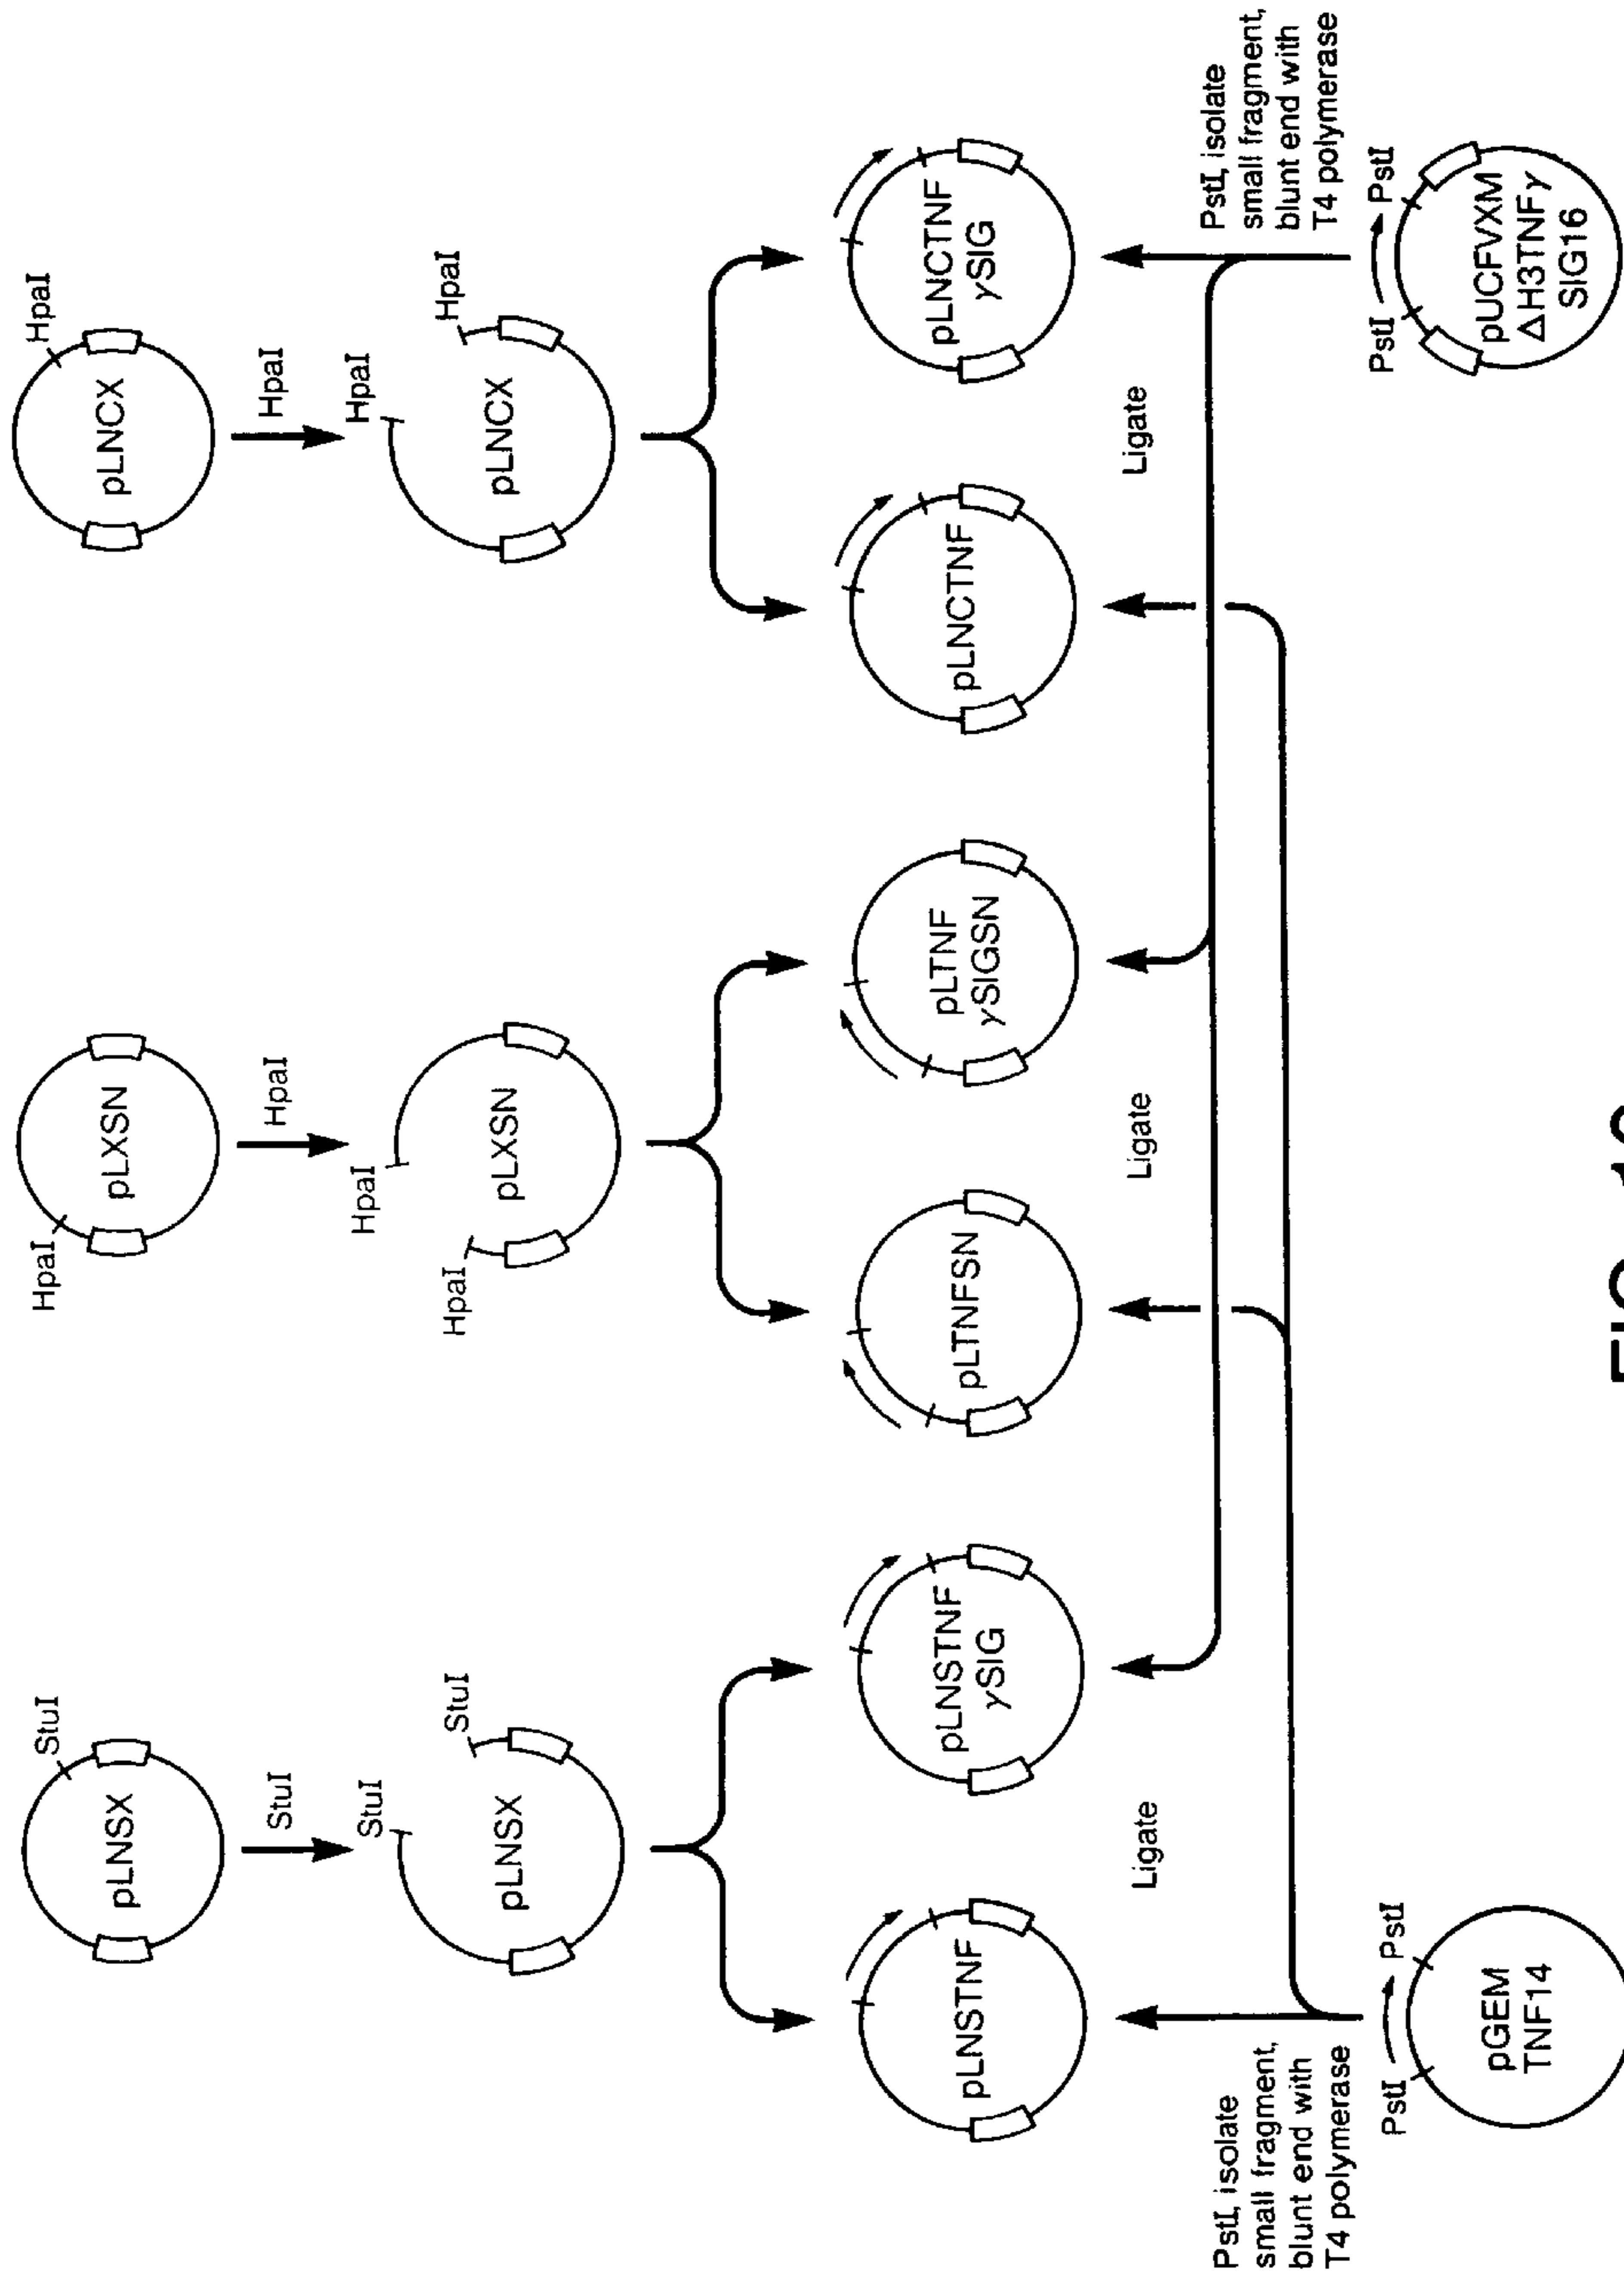 pLNSX
StuI
StuI
StuI
StuI
pLNSX
pLNSTNF
pLNSTNF
γSIG
HpaI
pLXSN
HpaI
HpaI
HpaI
pLXSN
pLTNFSN
pLTNF
γSIGSN
pLNCX
HpaI
HpaI
HpaI
HpaI
pLNCX
pLNCTNF
pLNCTNF
γSIG
Ligate
Ligate
Ligate
PstI, isolate
small fragment,
blunt end with
T4 polymerase
PstI
PstI
pGEM
TNF14
PstI, isolate
small fragment,
blunt end with
T4 polymerase
PstI
PstI
pUCFVXM
ΔH3TNFγ
SIG16